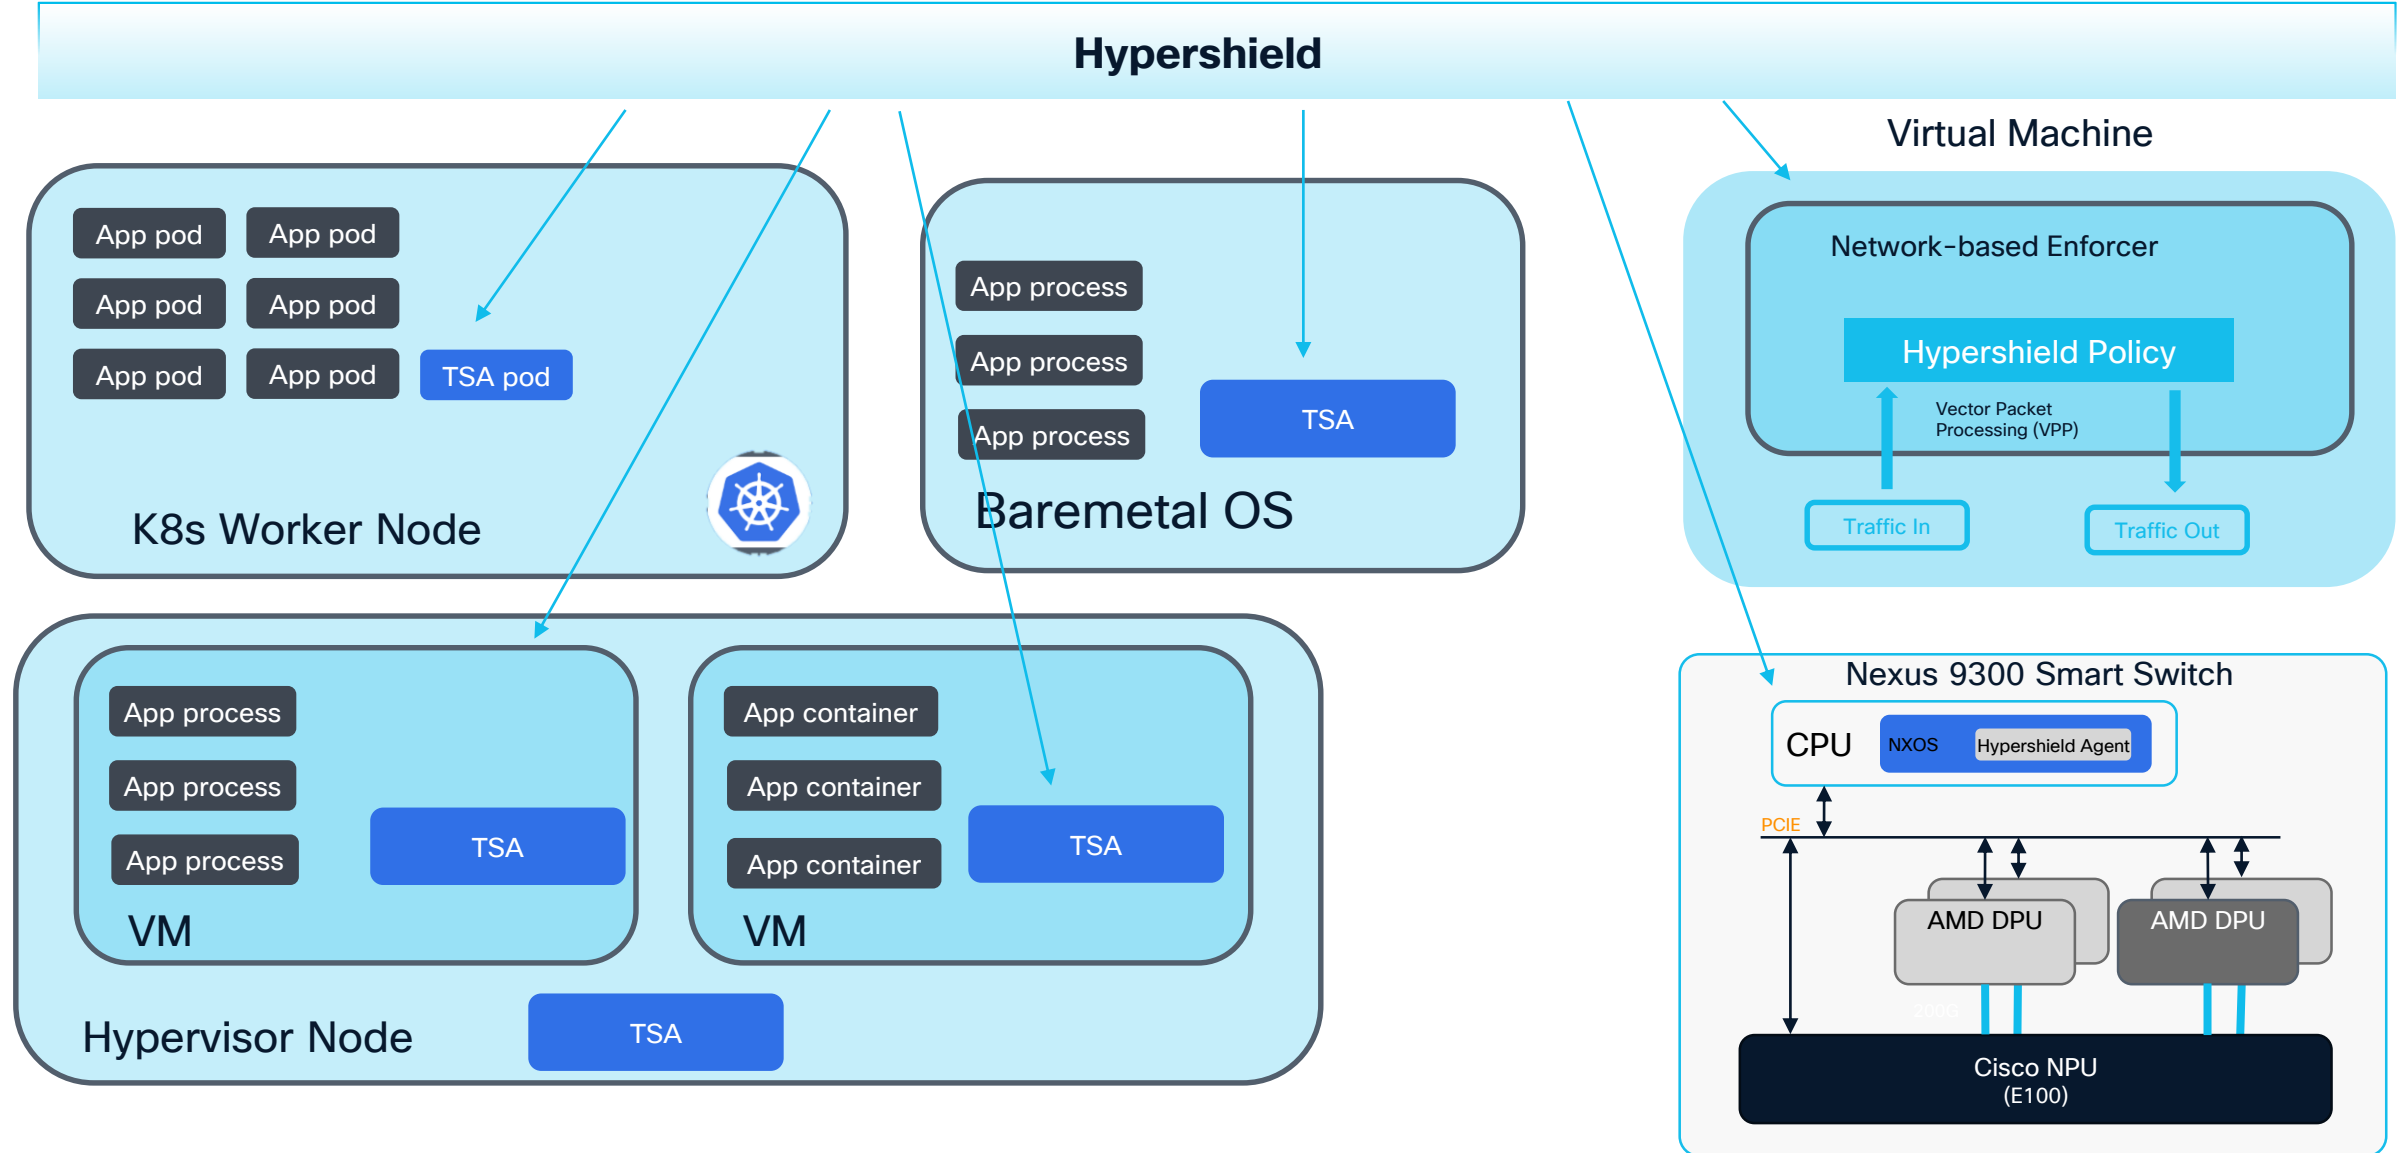 Hypershield
App pod
App pod
App pod
App pod
App pod
App pod
TSA pod
K8s Worker Node
App process
App process
App process
TSA
Baremetal OS
Virtual Machine
Network-based Enforcer
Hypershield Policy
Vector Packet
Processing (VPP)
Traffic In
Traffic Out
App process
App process
App process
TSA
VM
App container
App container
App container
TSA
VM
Hypervisor Node
TSA
Nexus 9300 Smart Switch
CPU
NXOS
Hypershield Agent
PCIE
AMD DPU
AMD DPU
200G
Cisco NPU
(E100)